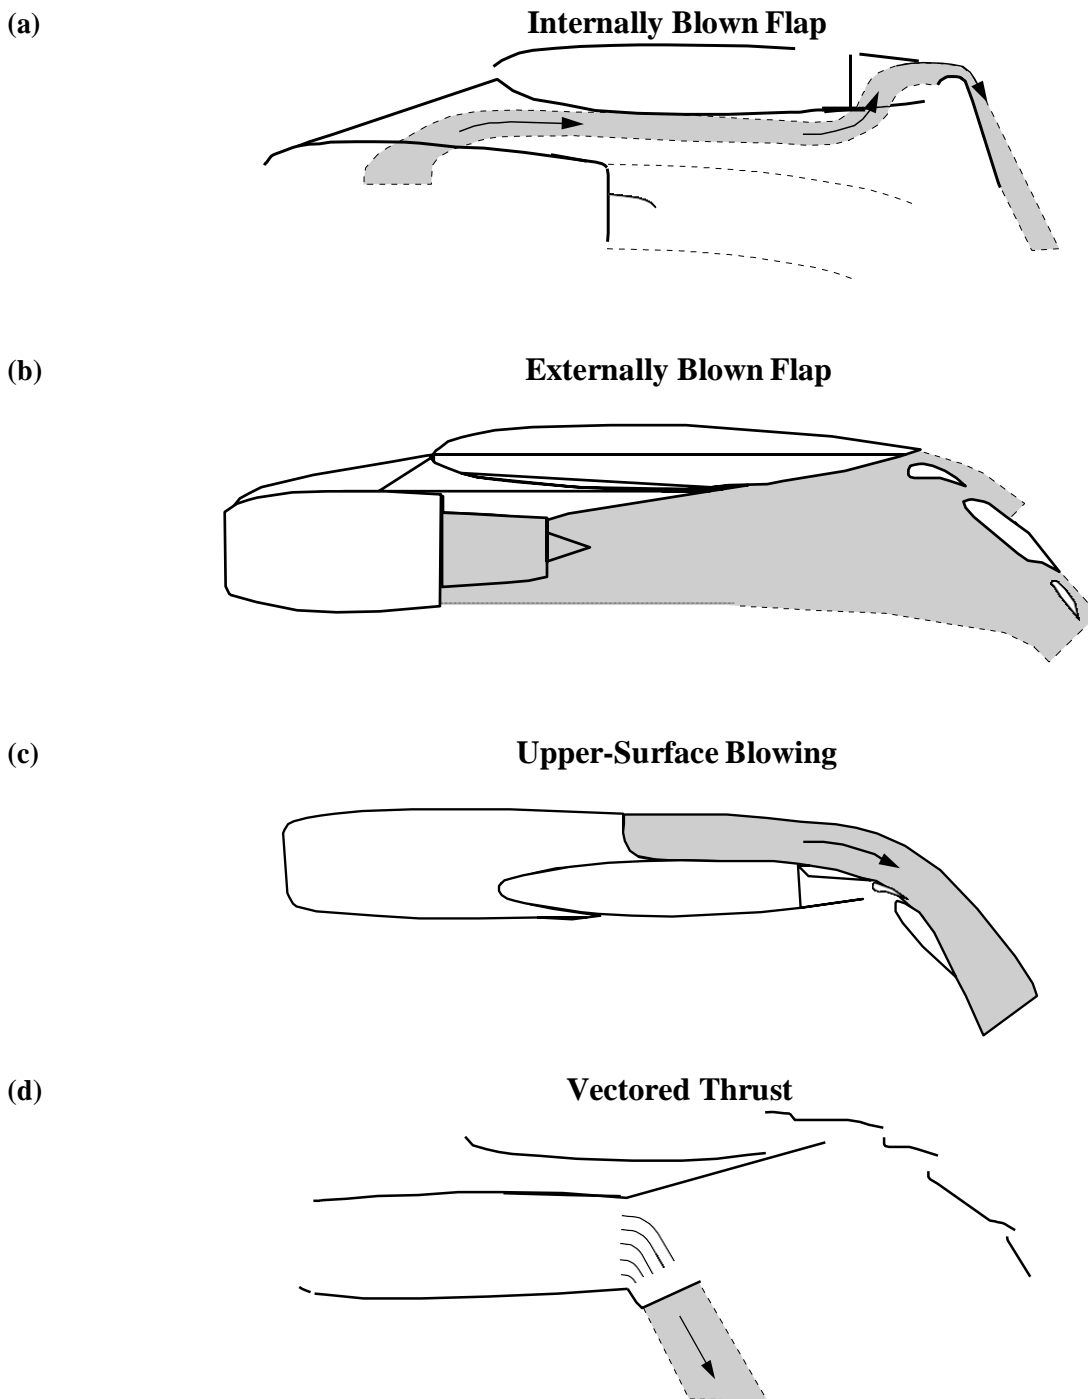 (a)
Internally Blown Flap
(b)
Externally Blown Flap
(c)
Upper-Surface Blowing
(d)
Vectored Thrust